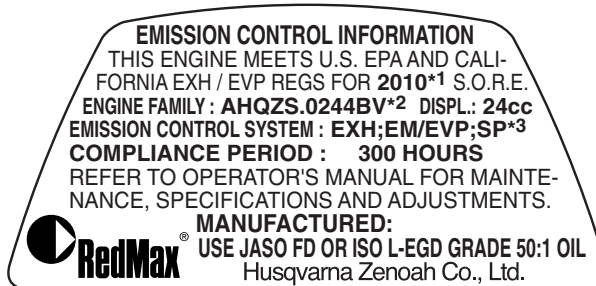 EMISSION CONTROL INFORMATION
THIS ENGINE MEETS U.S. EPA AND CALI-
FORNIA EXH / EVP REGS FOR 2010*1 S.O.R.E.
ENGINE FAMILY : AHQZS.0244BV*2 DISPL.: 24cc
EMISSION CONTROL SYSTEM : EXH;EM/EVP;SP*3
COMPLIANCE PERIOD : 300 HOURS
REFER TO OPERATOR'S MANUAL FOR MAINTE-
NANCE, SPECIFICATIONS AND ADJUSTMENTS.
MANUFACTURED:
RedMax® USE JASO FD OR ISO L-EGD GRADE 50:1 OIL
Husqvarna Zenoah Co., Ltd.